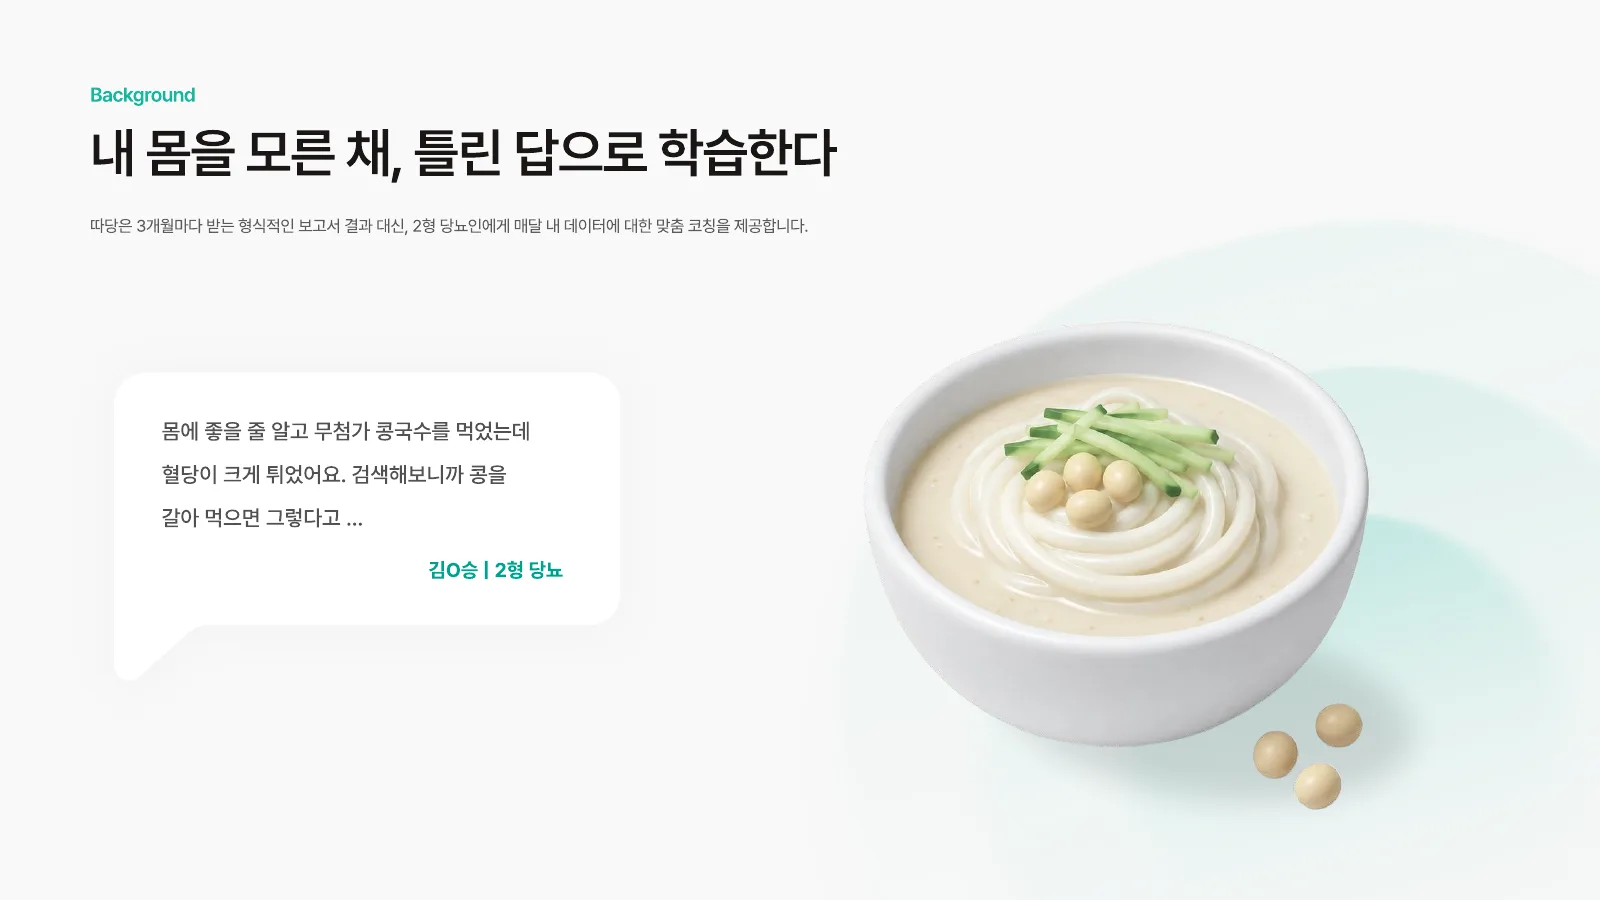 Background
내 몸을 모른 채, 틀린 답으로 학습한다
따당은 3개월마다 받는 형식적인 보고서 결과 대신, 2형 당뇨인에게 매달 내 데이터에 대한 맞춤 코칭을 제공합니다.
몸에 좋을 줄 알고 무첨가 콩국수를 먹었는데
혈당이 크게 튀었어요. 검색해보니까 콩을
갈아 먹으면 그렇다고 ...
김O승 | 2형 당뇨